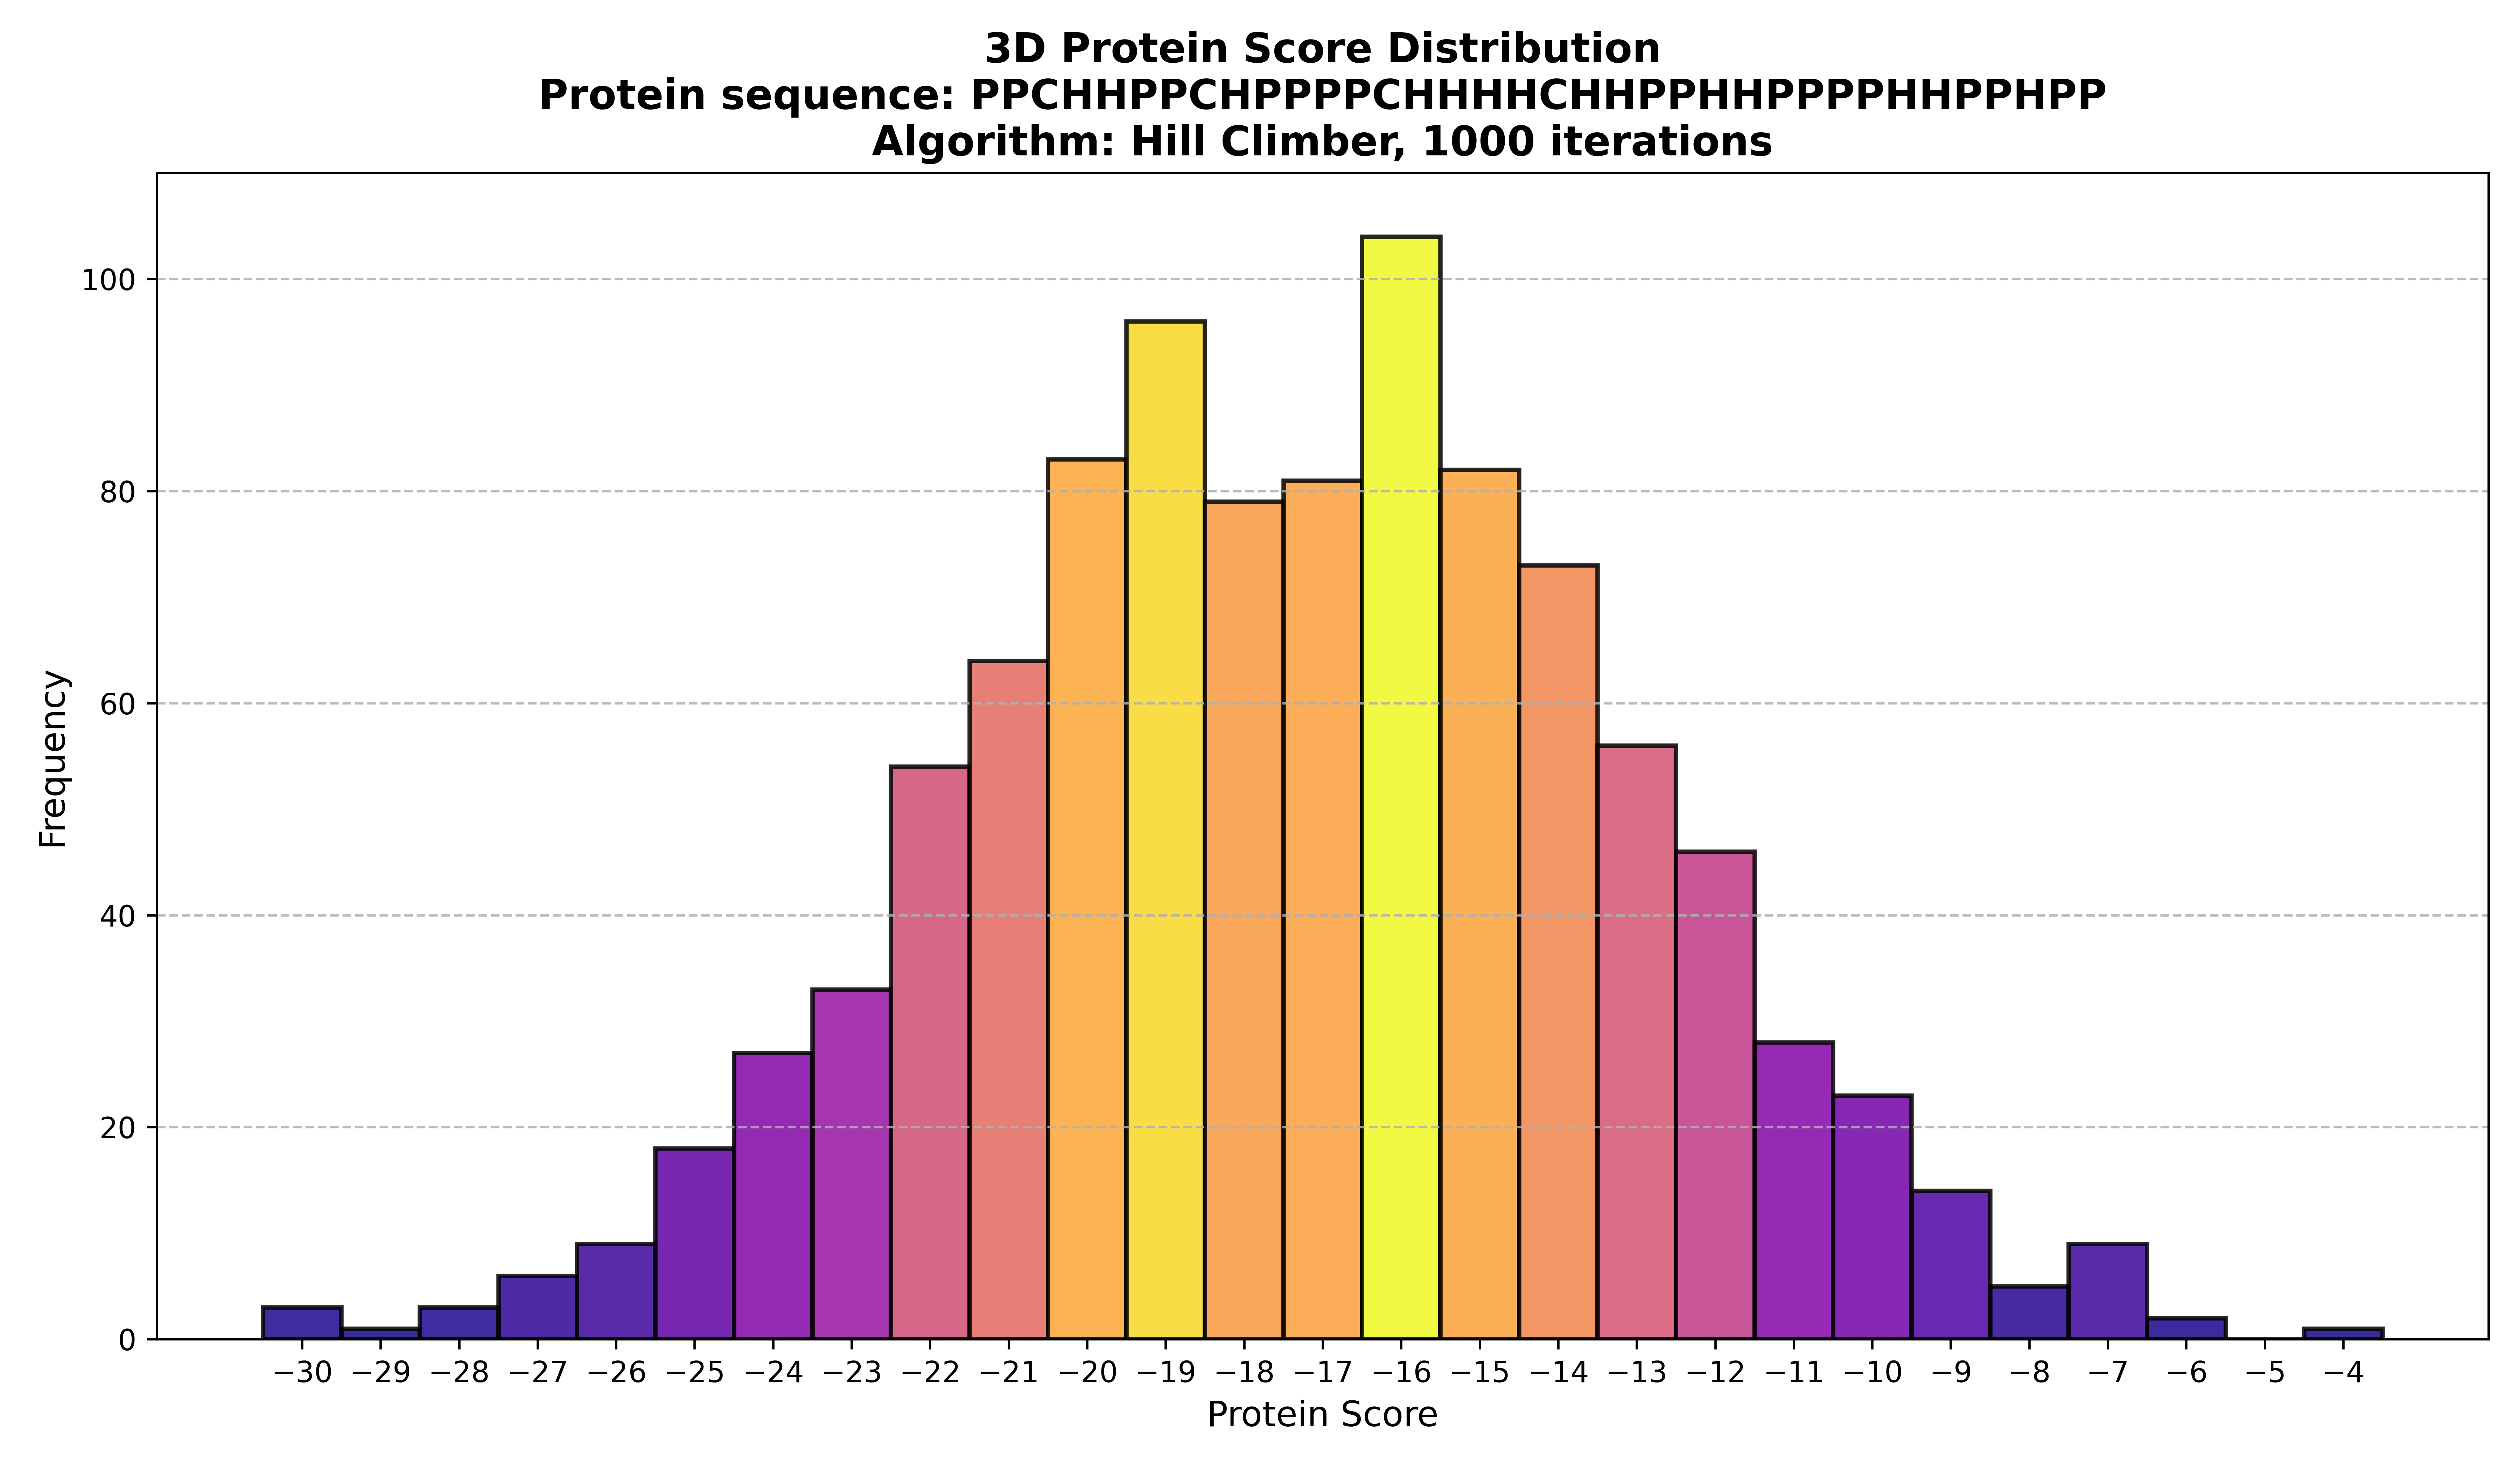 3D Protein Score Distribution
Protein sequence: PPCHHPPCHPPPPCHHHHCHHPPHHPPPPHHPPHPP
Algorithm: Hill Climber, 1000 iterations
100
80
60
40
20
0
Frequency
−30 −29 −28 −27 −26 −25 −24 −23 −22 −21 −20 −19 −18 −17 −16 −15 −14 −13 −12 −11 −10 −9 −8 −7 −6 −5 −4
Protein Score